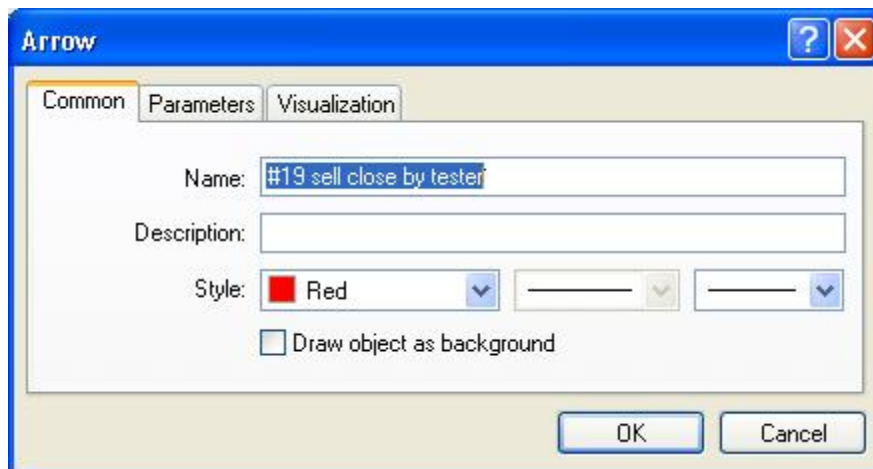 Arrow
Common Parameters Visualization
Name: #19 sell close by tester
Description:
Style: Red
Draw object as background
OK Cancel